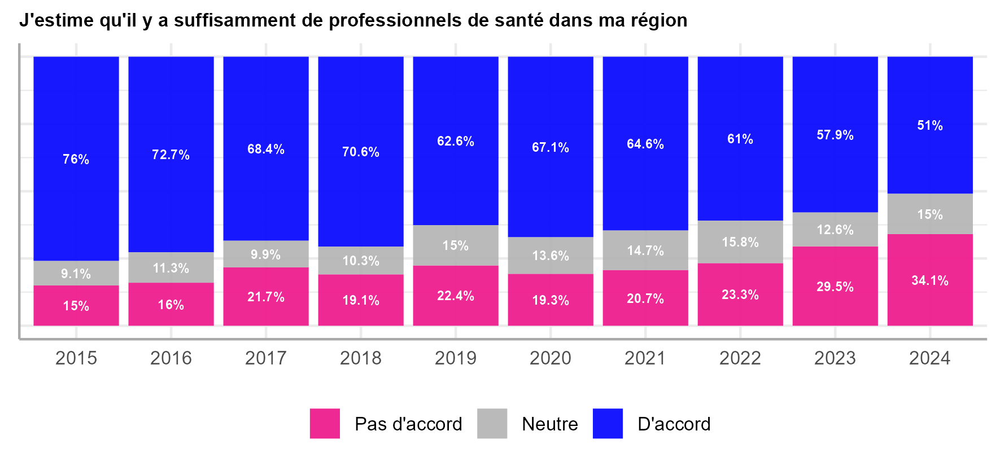 J'estime qu'il y a suffisamment de professionnels de santé dans ma région
76% 72.7% 68.4% 70.6% 62.6% 67.1% 64.6% 61% 57.9% 51%
9.1% 11.3% 9.9% 10.3% 15% 13.6% 14.7% 15.8% 12.6% 15%
15% 16% 21.7% 19.1% 22.4% 19.3% 20.7% 23.3% 29.5% 34.1%
2015 2016 2017 2018 2019 2020 2021 2022 2023 2024
Pas d'accord Neutre D'accord